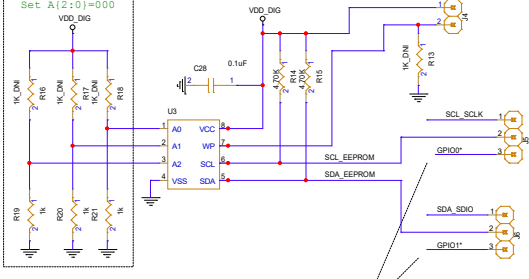 Set A{2:0}=000
VDD_DIG
VDD_DIG
1
2
J4
1K_DNI
R16
1K_DNI
R17
1K_DNI
R18
C28
0.1uF
2
1
4.70K
R14
4.70K
R15
1K_DNI
R13
U3
1 A0
VCC 8
2 A1
WP 7
3 A2
SCL 6
4 VSS
SDA 5
SCL_EEPROM
SDA_EEPROM
SCL_SCLK 1
2
GPIO0* 3
J5
R19
1k
R20
1k
R21
1k
SDA_SDIO 1
2
GPIO1* 3
J6